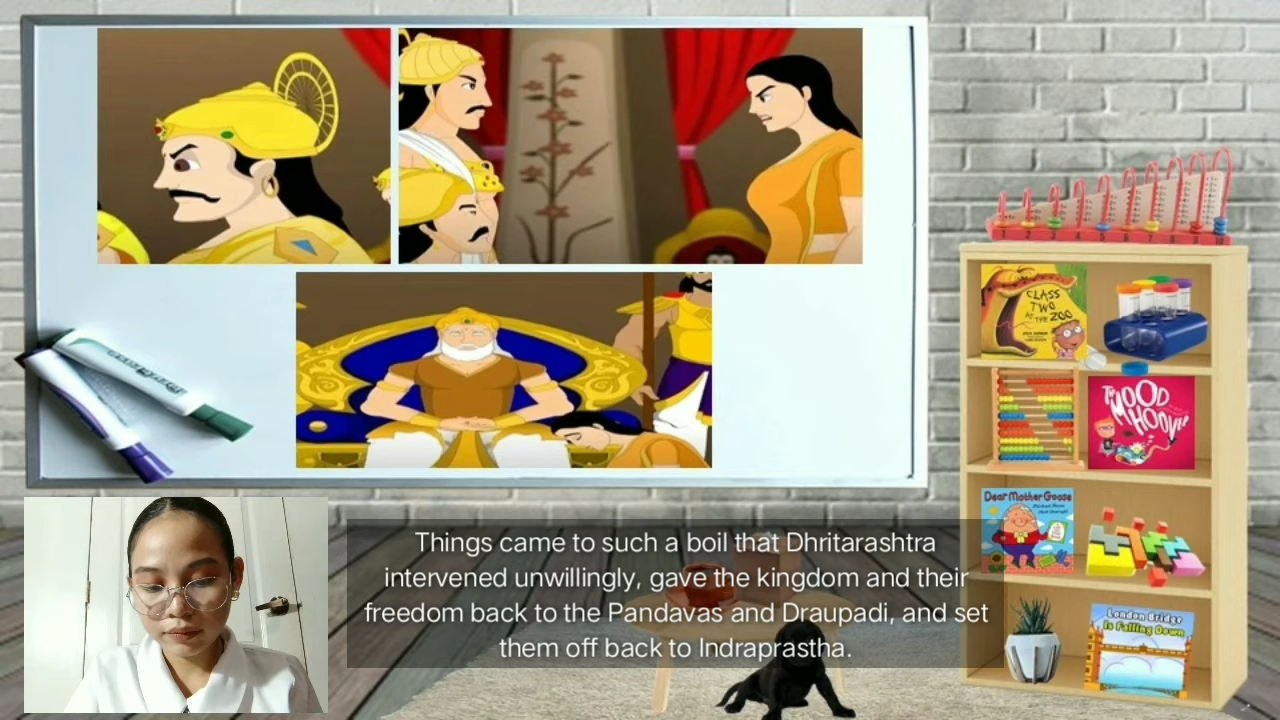 CLASS
TWO
AT THE ZOO
THE MOOD
HOOVER
Dear Mother Goose
London Bridge
Is Falling Down
Things came to such a boil that Dhritarashtra
intervened unwillingly, gave the kingdom and their
freedom back to the Pandavas and Draupadi, and set
them off back to Indraprastha.